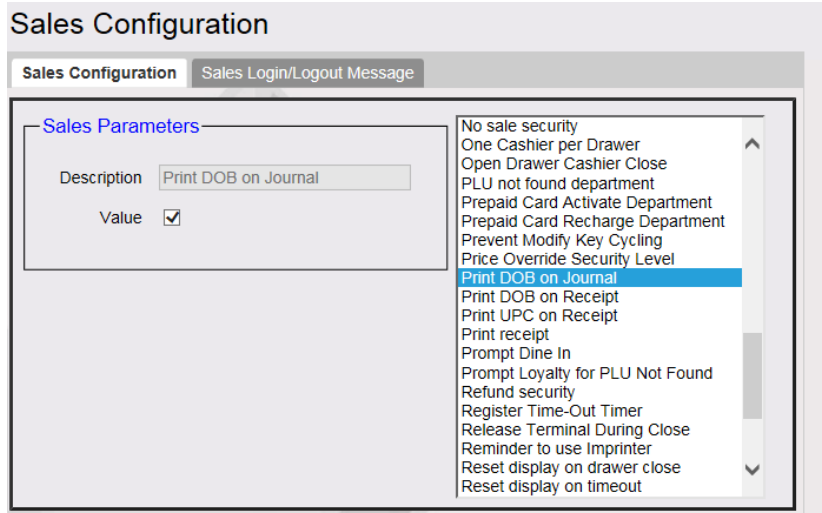 Sales Configuration
Sales Configuration
Sales Login/Logout Message
Sales Parameters
Description
Print DOB on Journal
Value
No sale security
One Cashier per Drawer
Open Drawer Cashier Close
PLU not found department
Prepaid Card Activate Department
Prepaid Card Recharge Department
Prevent Modify Key Cycling
Price Override Security Level
Print DOB on Journal
Print DOB on Receipt
Print UPC on Receipt
Print receipt
Prompt Dine In
Prompt Loyalty for PLU Not Found
Refund security
Register Time-Out Timer
Release Terminal During Close
Reminder to use Imprinter
Reset display on drawer close
Reset display on timeout